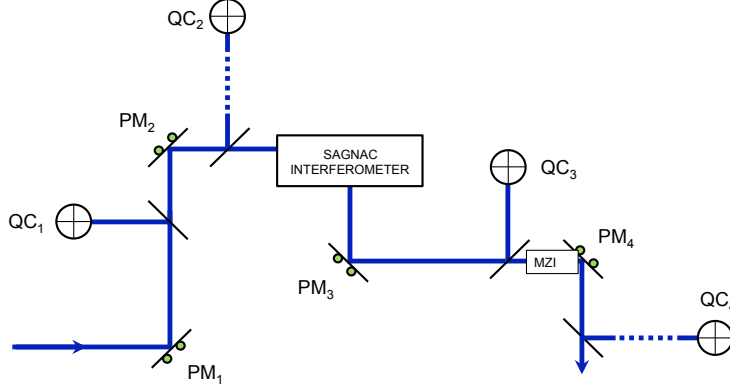 QC₂
PM₂
SAGNAC
INTERFEROMETER
QC₃
QC₁
PM₄
MZI
PM₃
QC
PM₁